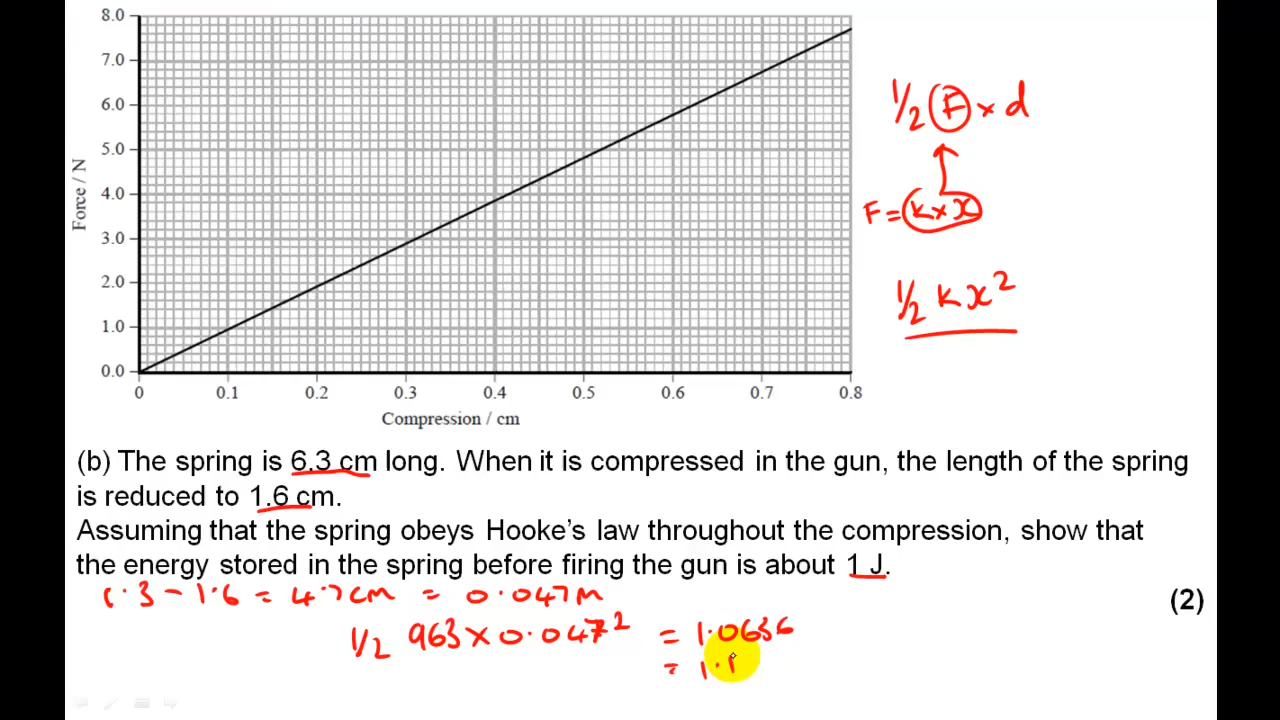 8.0
7.0
6.0
5.0
4.0
3.0
2.0
1.0
0.0
Force / N
0 0.1 0.2 0.3 0.4 0.5 0.6 0.7 0.8
Compression / cm
1/2 F × d
F = k × x
1/2 k x²
(b) The spring is 6.3 cm long. When it is compressed in the gun, the length of the spring
is reduced to 1.6 cm.
Assuming that the spring obeys Hooke's law throughout the compression, show that
the energy stored in the spring before firing the gun is about 1 J.
6.3 - 1.6 = 4.7cm = 0.047m
(2)
1/2 963 × 0.047² = 1.0636
= 1.1